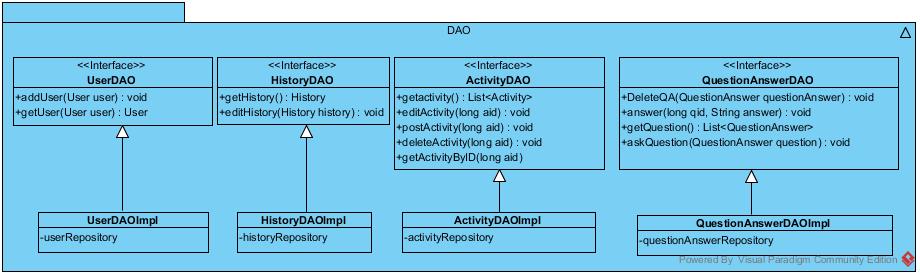 DAO
<<Interface>>
UserDAO
+addUser(User user) : void
+getUser(User user) : User
<<Interface>>
HistoryDAO
+getHistory() : History
+editHistory(History history) : void
<<Interface>>
ActivityDAO
+getactivity() : List<Activity>
+editActivity(long aid) : void
+postActivity(long aid) : void
+deleteActivity(long aid) : void
+getActivityByID(long aid)
<<Interface>>
QuestionAnswerDAO
+DeleteQA(QuestionAnswer questionAnswer) : void
+answer(long qid, String answer) : void
+getQuestion() : List<QuestionAnswer>
+askQuestion(QuestionAnswer question) : void
UserDAOImpl
-userRepository
HistoryDAOImpl
-historyRepository
ActivityDAOImpl
-activityRepository
QuestionAnswerDAOImpl
-questionAnswerRepository
Powered By Visual Paradigm Community Edition